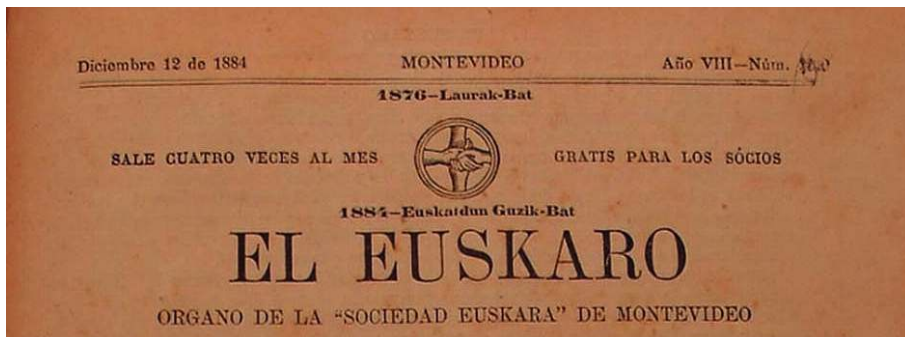 Diciembre 12 de 1884 MONTEVIDEO Año VIII—Núm.
1876—Laurak-Bat
SALE CUATRO VECES AL MES GRATIS PARA LOS SÓCIOS
1884—Euskaldun Guzik-Bat
EL EUSKARO
ORGANO DE LA “SOCIEDAD EUSKARA” DE MONTEVIDEO